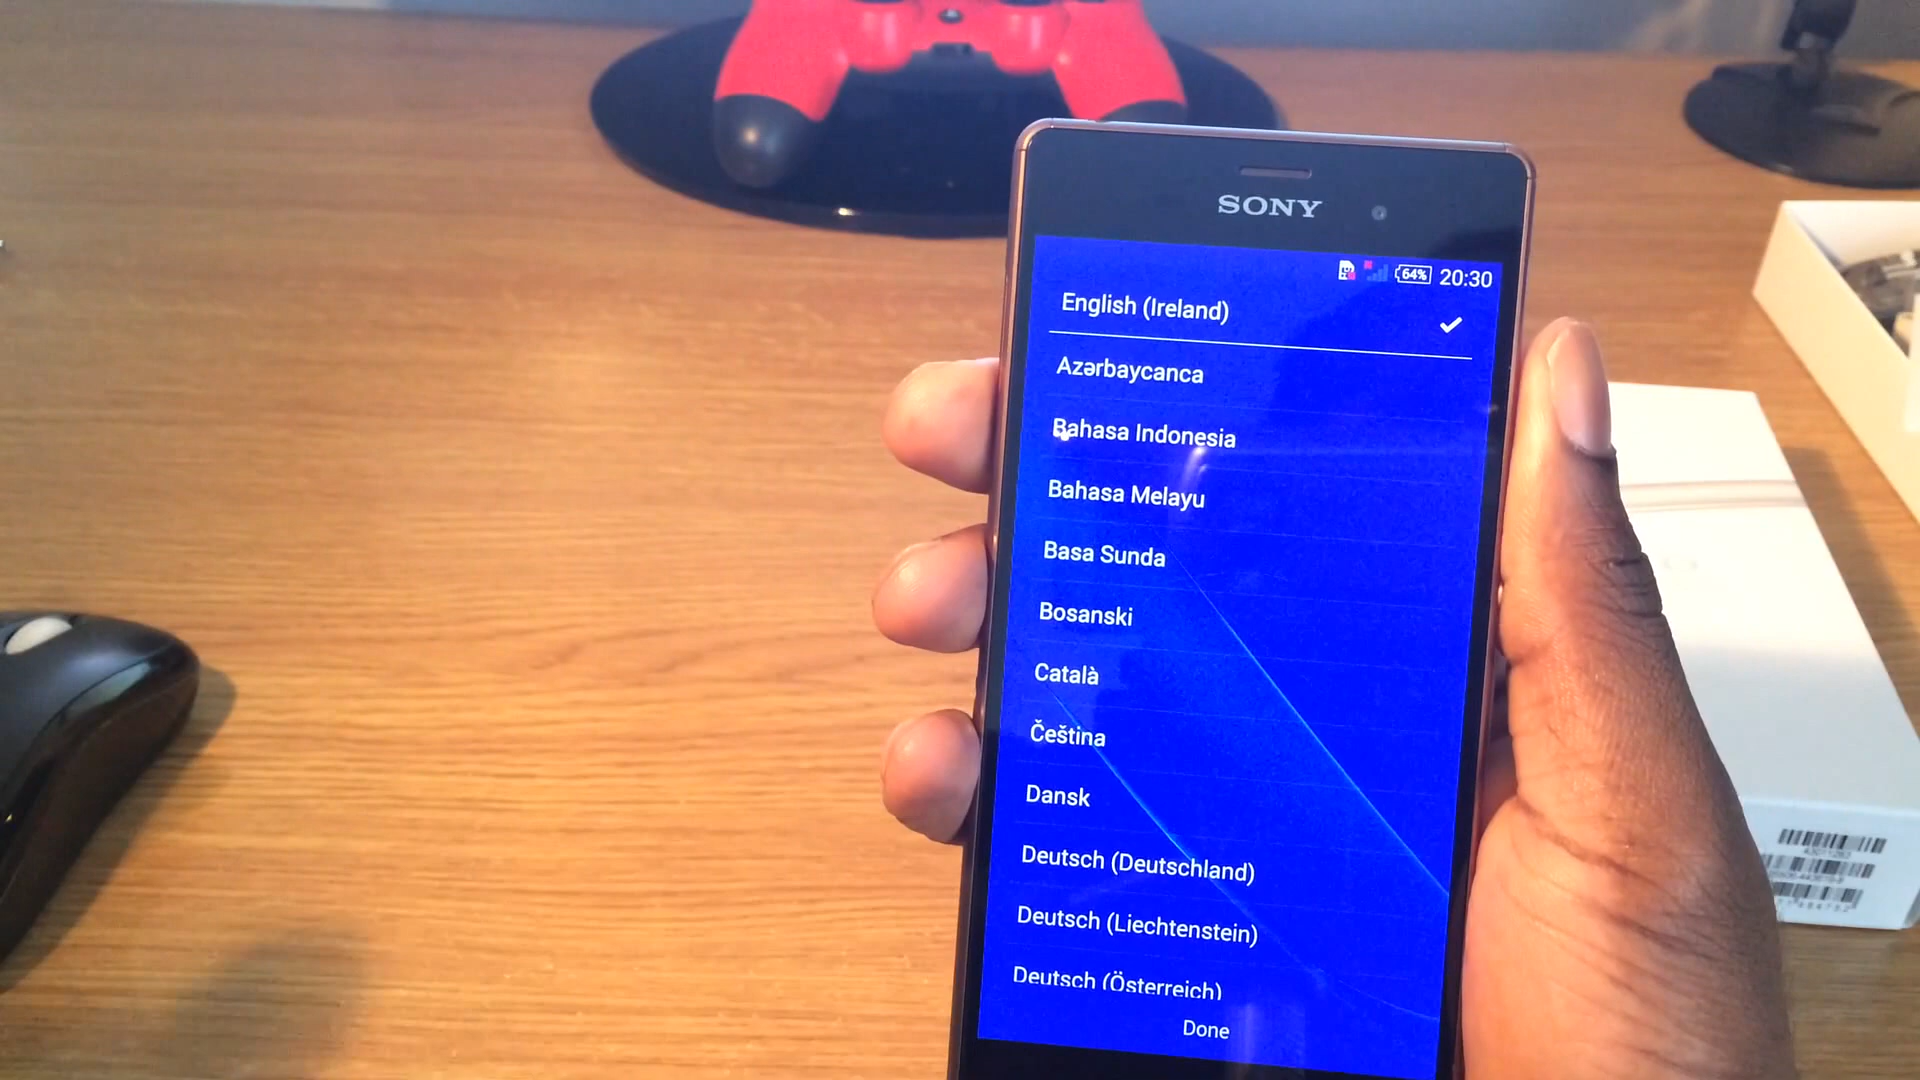 SONY
64% 20:30
English (Ireland)
Azərbaycanca
Bahasa Indonesia
Bahasa Melayu
Basa Sunda
Bosanski
Català
Čeština
Dansk
Deutsch (Deutschland)
Deutsch (Liechtenstein)
Deutsch (Österreich)
Done